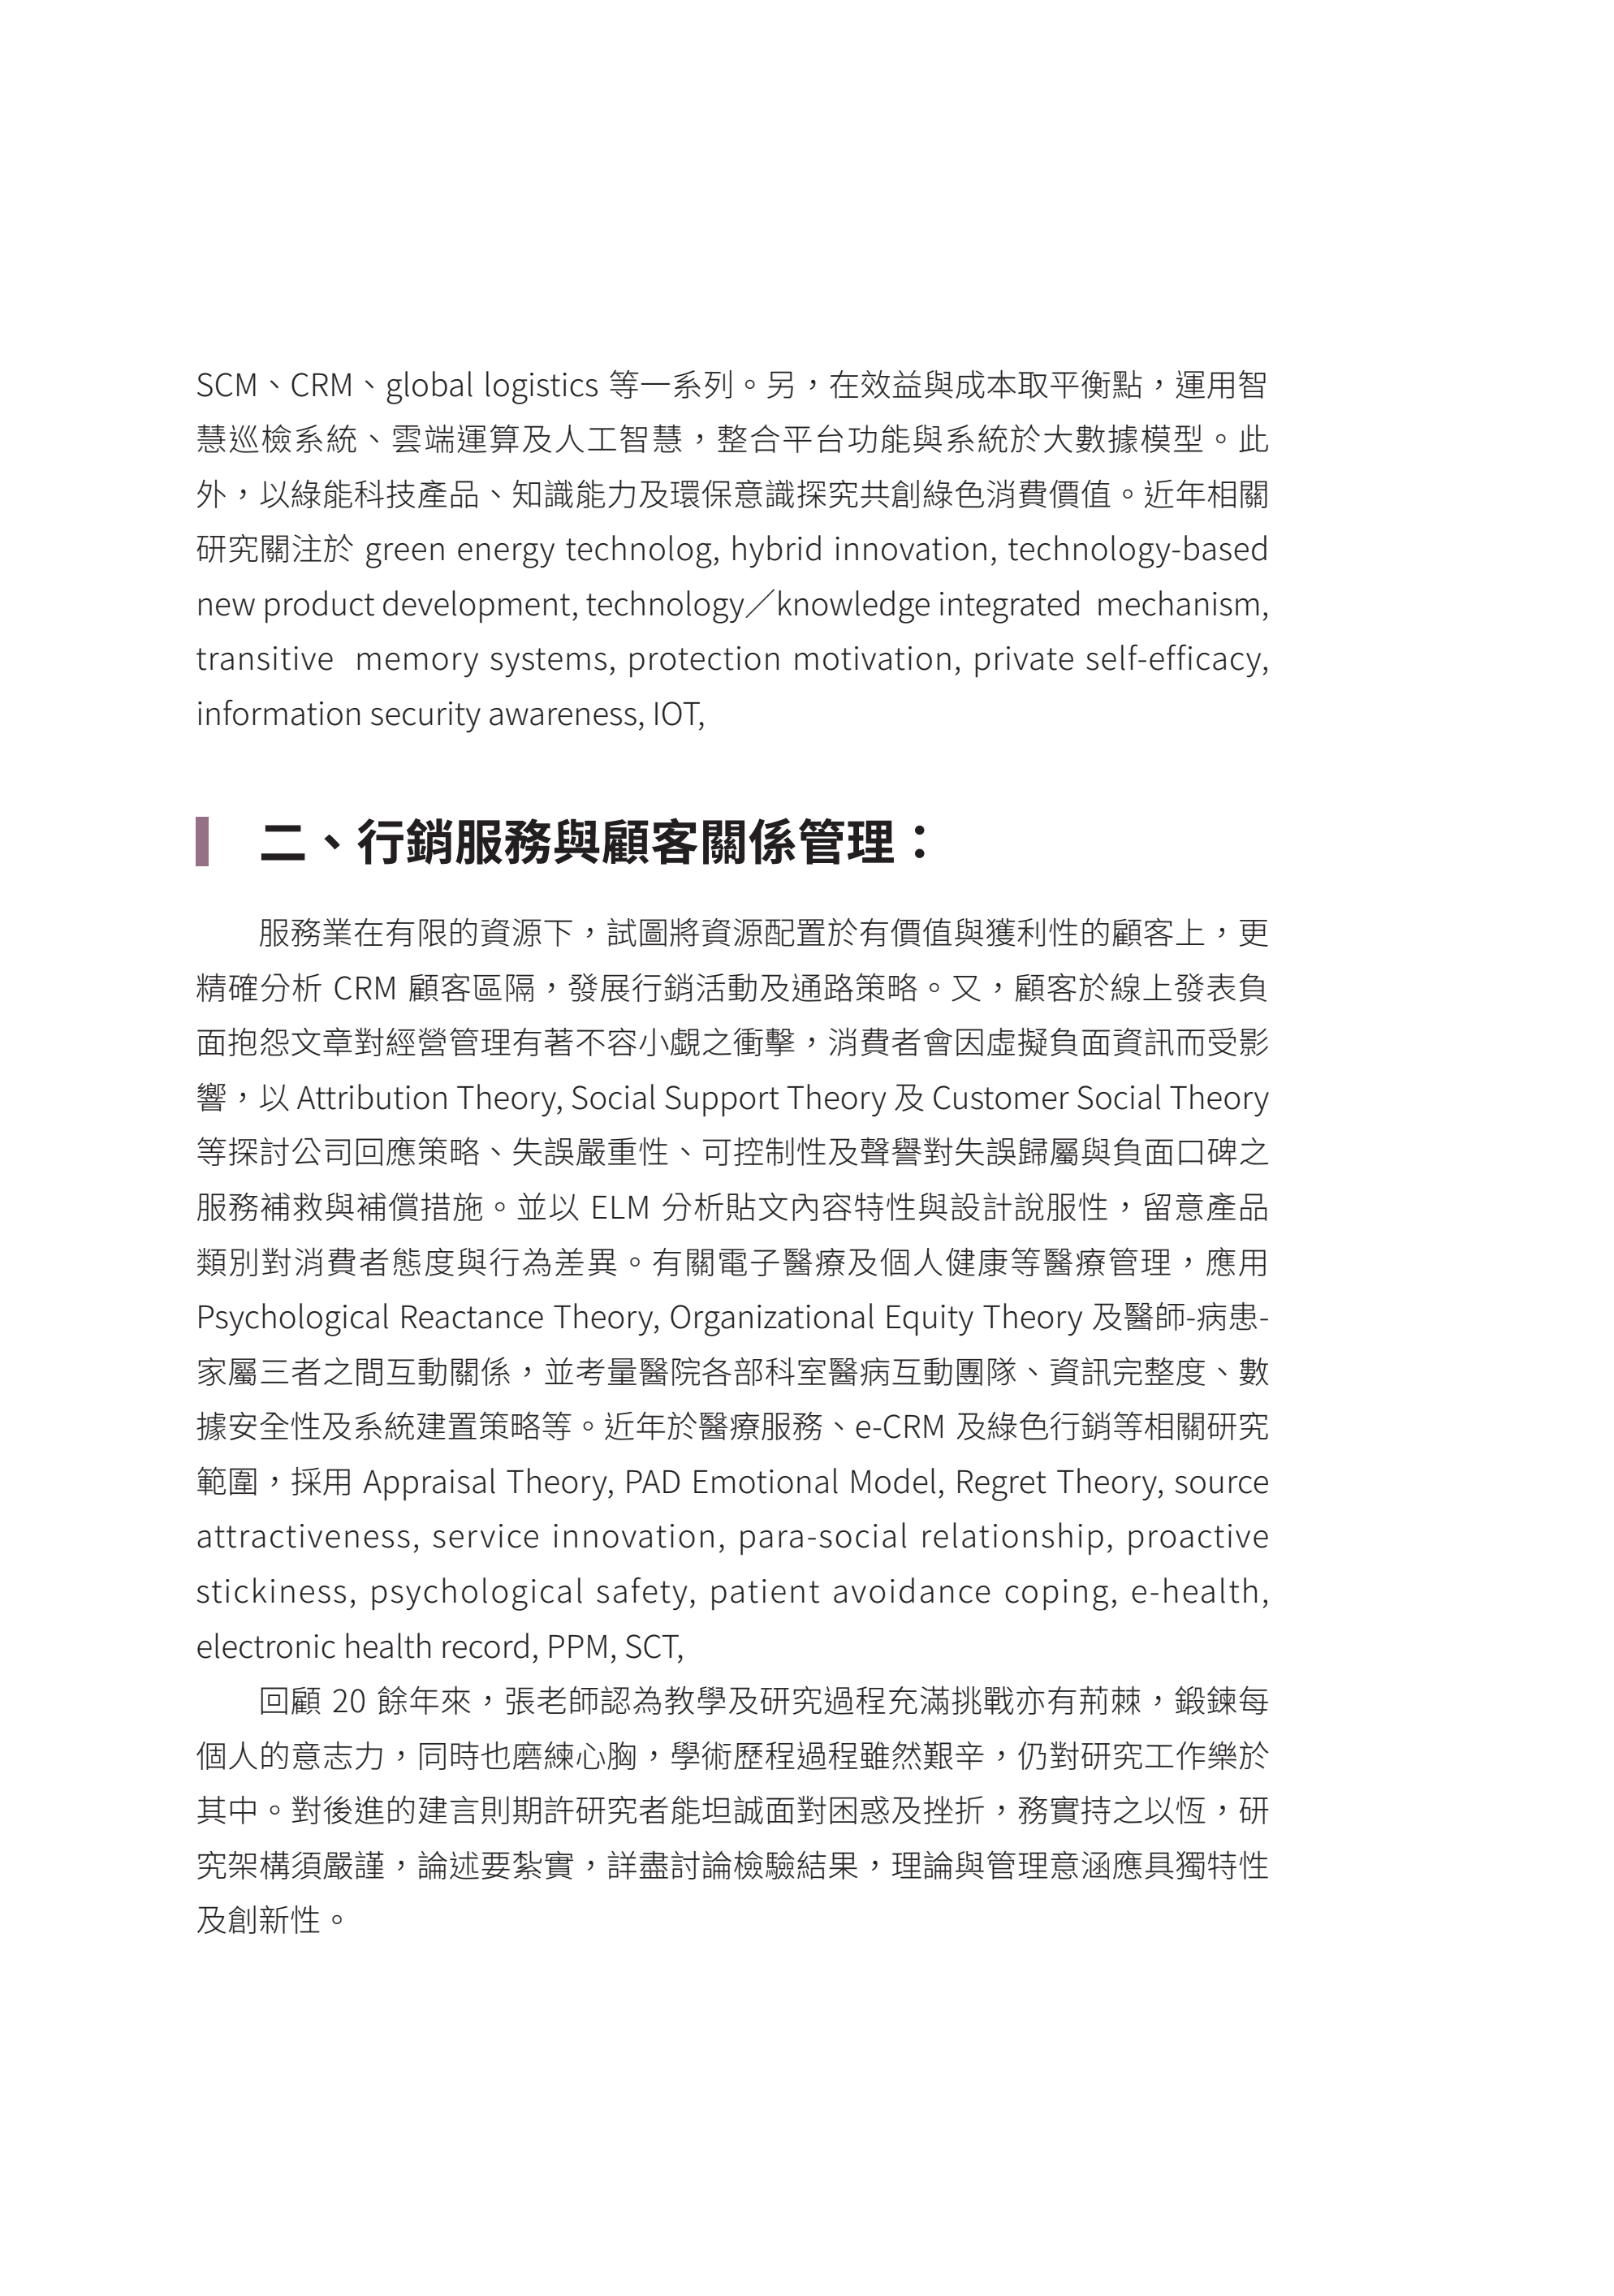 SCM、CRM、global logistics 等一系列。另，在效益與成本取平衡點，運用智
慧巡檢系統、雲端運算及人工智慧，整合平台功能與系統於大數據模型。此
外，以綠能科技產品、知識能力及環保意識探究共創綠色消費價值。近年相關
研究關注於 green energy technolog, hybrid innovation, technology-based
new product development, technology／knowledge integrated mechanism,
transitive memory systems, protection motivation, private self-efficacy,
information security awareness, IOT,
二、行銷服務與顧客關係管理：
服務業在有限的資源下，試圖將資源配置於有價值與獲利性的顧客上，更
精確分析 CRM 顧客區隔，發展行銷活動及通路策略。又，顧客於線上發表負
面抱怨文章對經營管理有著不容小覷之衝擊，消費者會因虛擬負面資訊而受影
響，以 Attribution Theory, Social Support Theory 及 Customer Social Theory
等探討公司回應策略、失誤嚴重性、可控制性及聲譽對失誤歸屬與負面口碑之
服務補救與補償措施。並以 ELM 分析貼文內容特性與設計說服性，留意產品
類別對消費者態度與行為差異。有關電子醫療及個人健康等醫療管理，應用
Psychological Reactance Theory, Organizational Equity Theory 及醫師-病患-
家屬三者之間互動關係，並考量醫院各部科室醫病互動團隊、資訊完整度、數
據安全性及系統建置策略等。近年於醫療服務、e-CRM 及綠色行銷等相關研究
範圍，採用 Appraisal Theory, PAD Emotional Model, Regret Theory, source
attractiveness, service innovation, para-social relationship, proactive
stickiness, psychological safety, patient avoidance coping, e-health,
electronic health record, PPM, SCT,
回顧 20 餘年來，張老師認為教學及研究過程充滿挑戰亦有荊棘，鍛鍊每
個人的意志力，同時也磨練心胸，學術歷程過程雖然艱辛，仍對研究工作樂於
其中。對後進的建言則期許研究者能坦誠面對困惑及挫折，務實持之以恆，研
究架構須嚴謹，論述要紮實，詳盡討論檢驗結果，理論與管理意涵應具獨特性
及創新性。